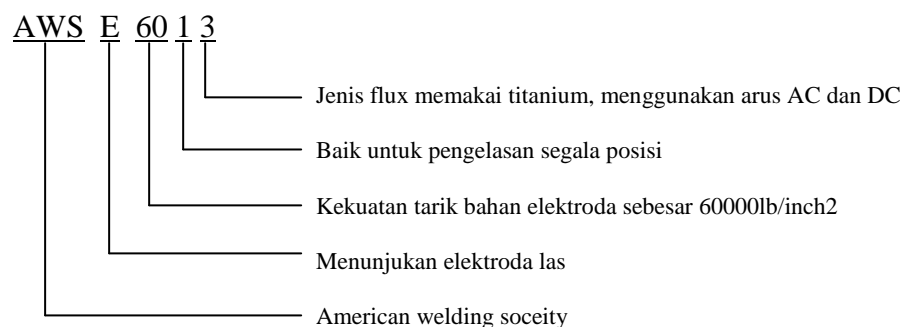 AWS E 60 1 3
Jenis flux memakai titanium, menggunakan arus AC dan DC
Baik untuk pengelasan segala posisi
Kekuatan tarik bahan elektroda sebesar 60000lb/inch2
Menunjukan elektroda las
American welding soceity